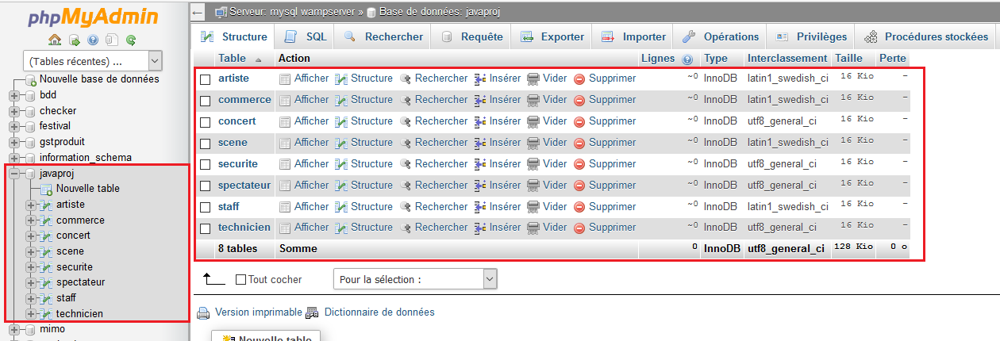 phpMyAdmin
(Tables récentes) ...
Nouvelle base de données
bdd
checker
festival
gstproduit
information_schema
javaproj
Nouvelle table
artiste
commerce
concert
scene
securite
spectateur
staff
technicien
mimo
Serveur: mysql wampserver » Base de données: javaproj
Structure SQL Rechercher Requête Exporter Importer Opérations Privilèges Procédures stockées
Table Action Lignes Type Interclassement Taille Perte
artiste Afficher Structure Rechercher Insérer Vider Supprimer ~0 InnoDB latin1_swedish_ci 16 Kio -
commerce Afficher Structure Rechercher Insérer Vider Supprimer ~0 InnoDB latin1_swedish_ci 16 Kio -
concert Afficher Structure Rechercher Insérer Vider Supprimer ~0 InnoDB utf8_general_ci 16 Kio -
scene Afficher Structure Rechercher Insérer Vider Supprimer ~0 InnoDB latin1_swedish_ci 16 Kio -
securite Afficher Structure Rechercher Insérer Vider Supprimer ~0 InnoDB utf8_general_ci 16 Kio -
spectateur Afficher Structure Rechercher Insérer Vider Supprimer ~0 InnoDB utf8_general_ci 16 Kio -
staff Afficher Structure Rechercher Insérer Vider Supprimer ~0 InnoDB latin1_swedish_ci 16 Kio -
technicien Afficher Structure Rechercher Insérer Vider Supprimer ~0 InnoDB latin1_swedish_ci 16 Kio -
8 tables Somme 0 InnoDB utf8_general_ci 128 Kio 0 o
Tout cocher Pour la sélection :
Version imprimable Dictionnaire de données
Nouvelle table